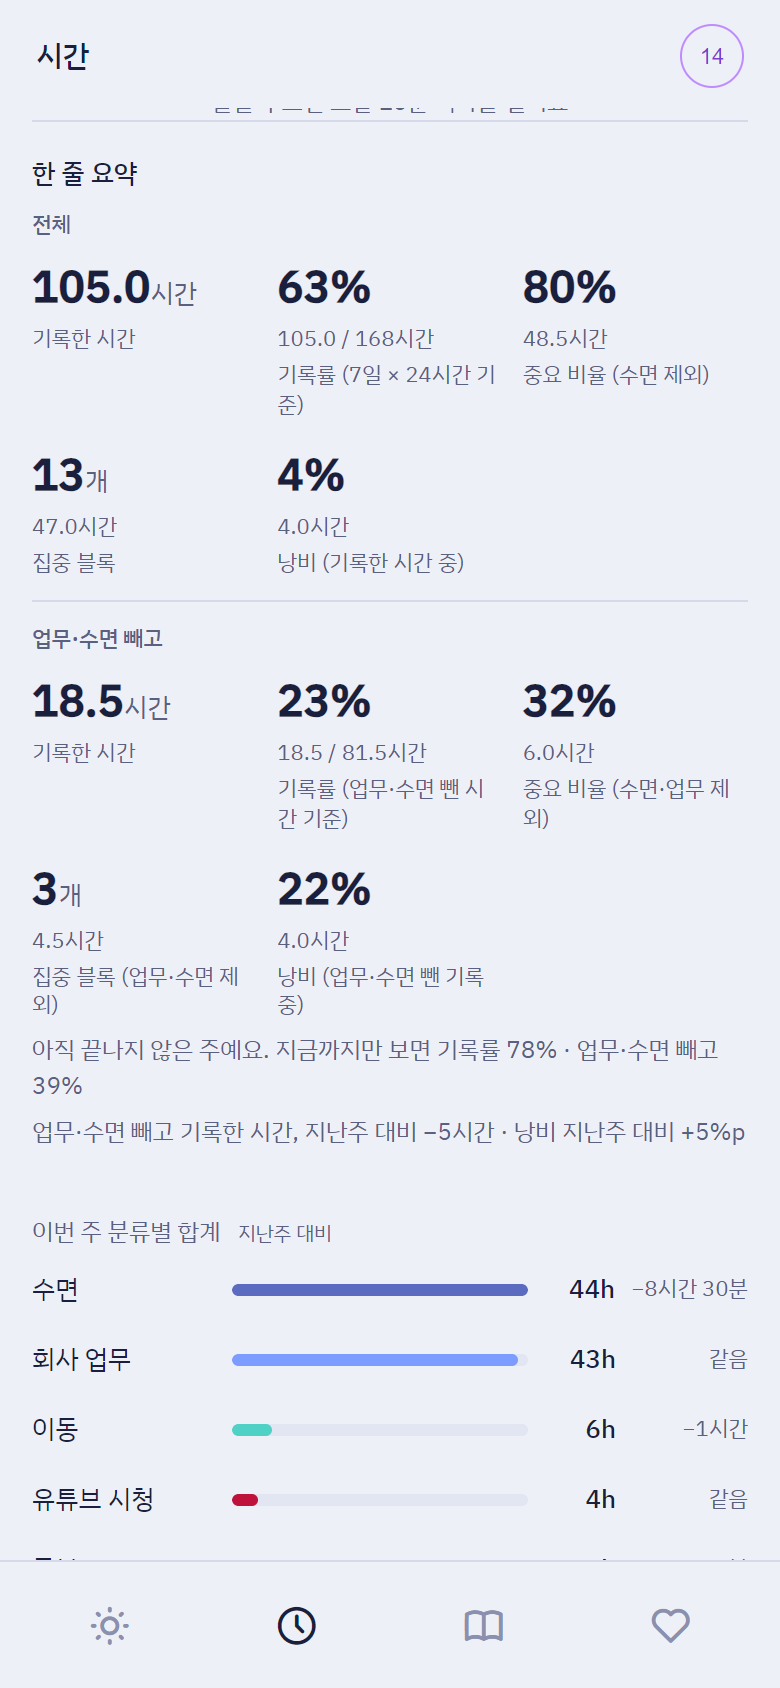 시간
14
한 줄 요약
전체
105.0시간
63%
80%
기록한 시간
105.0 / 168시간
48.5시간
기록률 (7일 × 24시간 기
준)
중요 비율 (수면 제외)
13개
4%
47.0시간
4.0시간
집중 블록
낭비 (기록한 시간 중)
업무·수면 빼고
18.5시간
23%
32%
기록한 시간
18.5 / 81.5시간
6.0시간
기록률 (업무·수면 뺀 시
간 기준)
중요 비율 (수면·업무 제
외)
3개
22%
4.5시간
4.0시간
집중 블록 (업무·수면 제
외)
낭비 (업무·수면 뺀 기록
중)
아직 끝나지 않은 주예요. 지금까지만 보면 기록률 78% · 업무·수면 빼고
39%
업무·수면 빼고 기록한 시간, 지난주 대비 −5시간 · 낭비 지난주 대비 +5%p
이번 주 분류별 합계 지난주 대비
수면 44h −8시간 30분
회사 업무 43h 같음
이동 6h −1시간
유튜브 시청 4h 같음